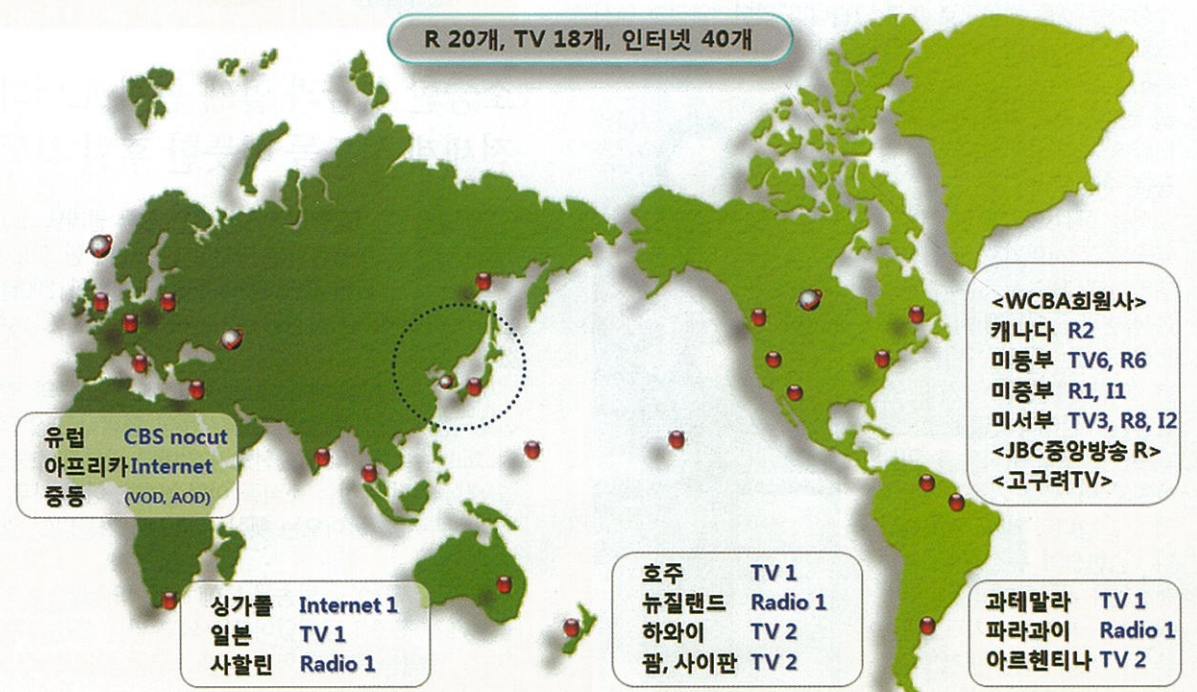 R 20개, TV 18개, 인터넷 40개
<WCBA회원사>
캐나다 R2
미동부 TV6, R6
미중부 R1, I1
미서부 TV3, R8, I2
<JBC중앙방송 R>
<고구려TV>
유럽 CBS nocut
아프리카 Internet
중동 (VOD, AOD)
싱가폴 Internet 1
일본 TV 1
사할린 Radio 1
호주 TV 1
뉴질랜드 Radio 1
하와이 TV 2
괌, 사이판 TV 2
과테말라 TV 1
파라과이 Radio 1
아르헨티나 TV 2